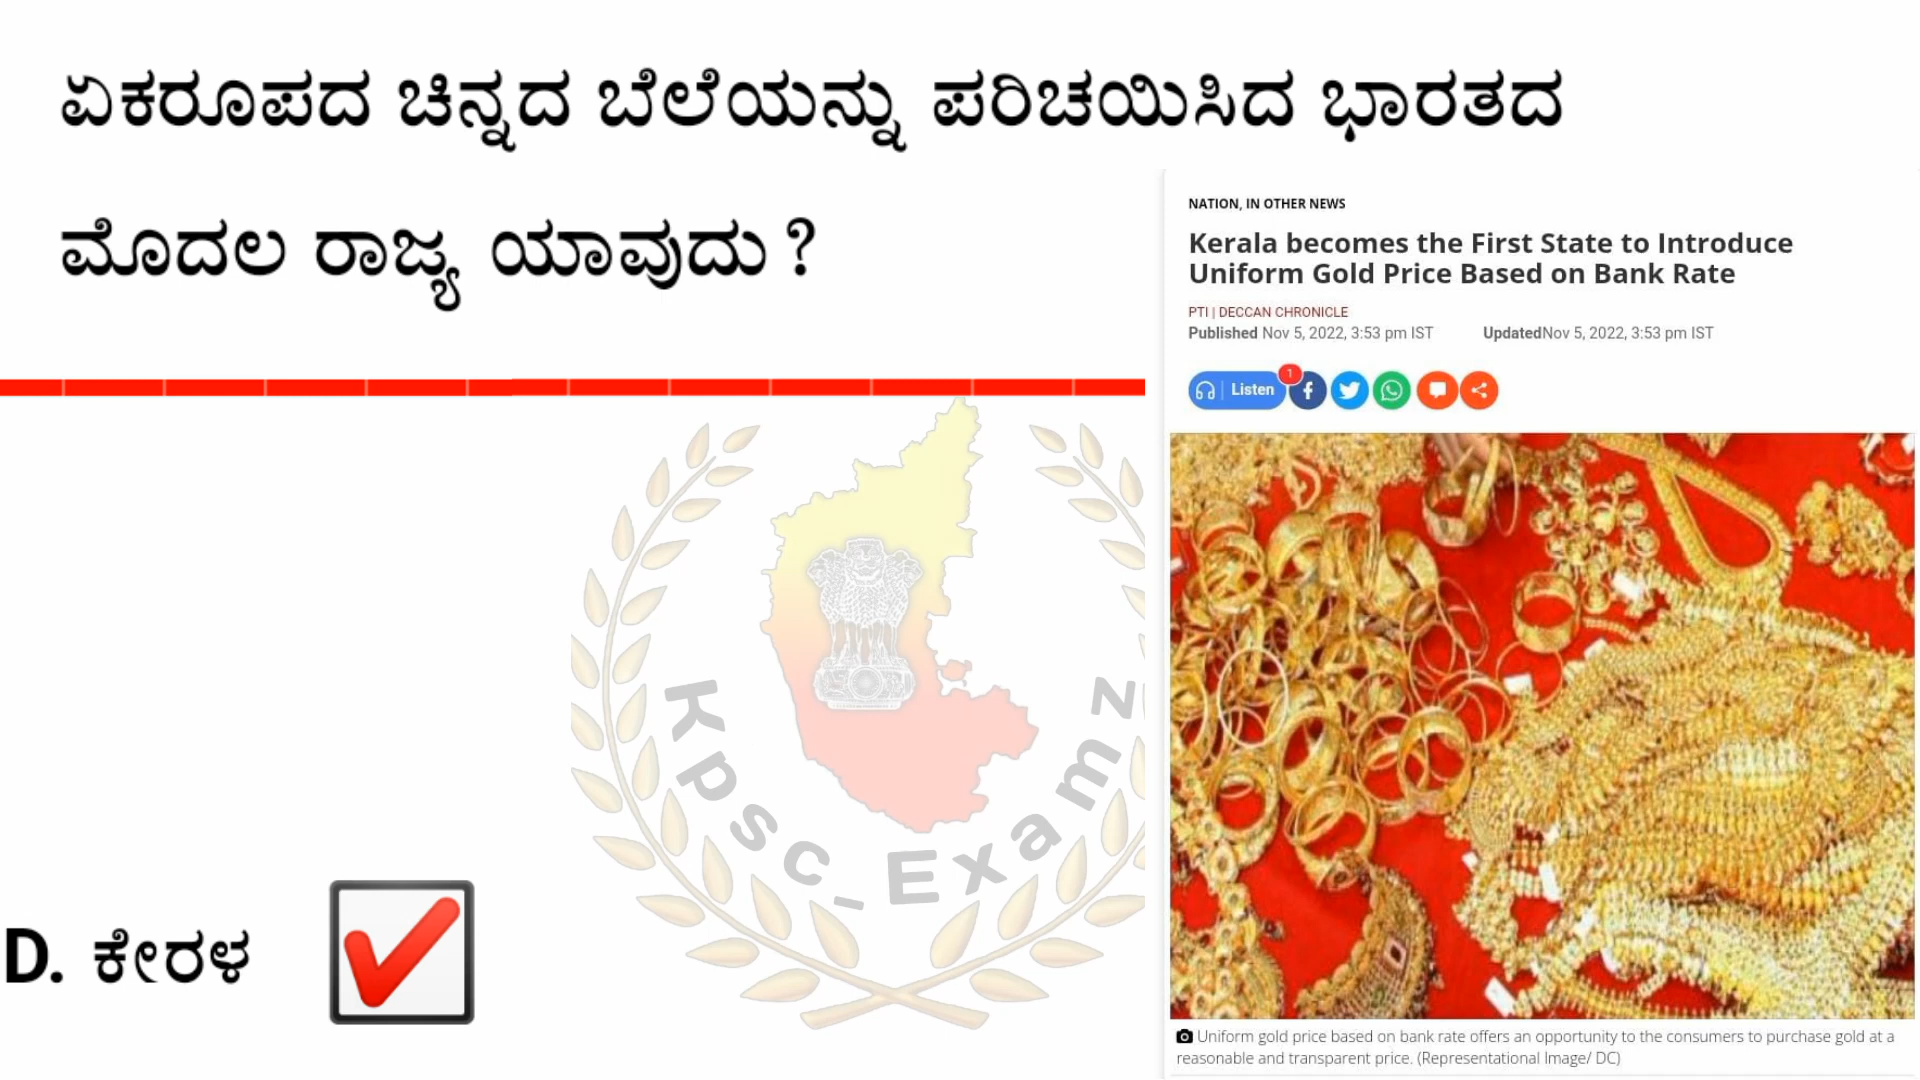 ಏಕರೂಪದ ಚಿನ್ನದ ಬೆಲೆಯನ್ನು ಪರಿಚಯಿಸಿದ ಭಾರತದ
ಮೊದಲ ರಾಜ್ಯ ಯಾವುದು ?
NATION, IN OTHER NEWS
Kerala becomes the First State to Introduce
Uniform Gold Price Based on Bank Rate
PTI | DECCAN CHRONICLE
Published Nov 5, 2022, 3:53 pm IST UpdatedNov 5, 2022, 3:53 pm IST
Listen 1
Kpsc_Examz
D. ಕೇರಳ
Uniform gold price based on bank rate offers an opportunity to the consumers to purchase gold at a
reasonable and transparent price. (Representational Image/ DC)